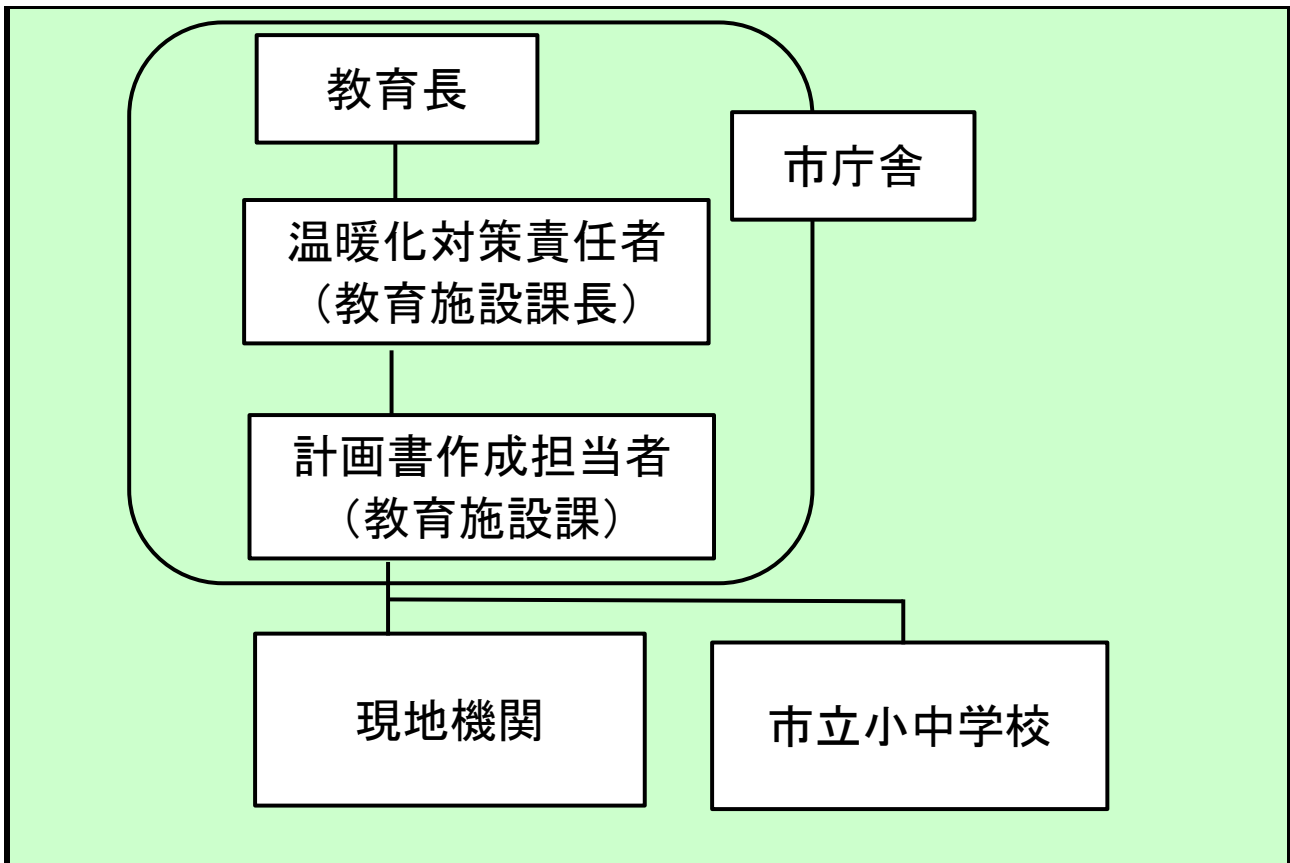 教育長
市庁舎
温暖化対策責任者
（教育施設課長）
計画書作成担当者
（教育施設課）
現地機関
市立小中学校